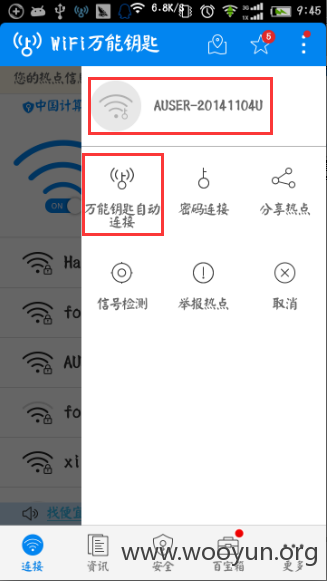 6.8K/s
9:45
WiFi万能钥匙
5
您的热点信息
中国计算
AUSER-20141104U
ON
万能钥匙自动
连接
密码连接
分享热点
信号检测
举报热点
取消
Ha
fo
AU
fo
xi
找便宜
连接
资讯
安全
百宝箱
更多
www.wooyun.org